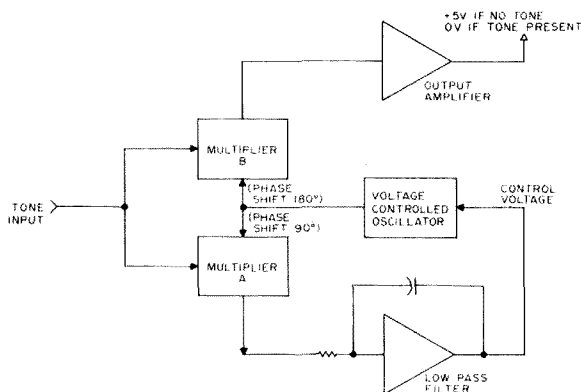 +5V IF NO TONE
0V IF TONE PRESENT
OUTPUT
AMPLIFIER
MULTIPLIER
B
(PHASE
SHIFT 180°)
TONE
INPUT
(PHASE
SHIFT 90°)
VOLTAGE
CONTROLLED
OSCILLATOR
CONTROL
VOLTAGE
MULTIPLIER
A
LOW PASS
FILTER